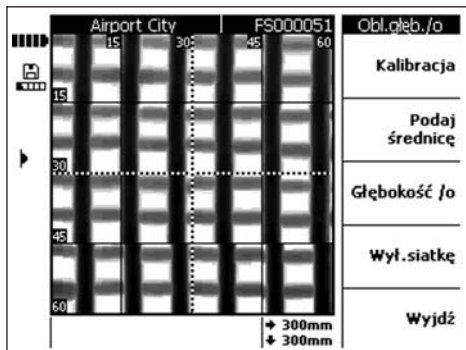 Airport City FS000051 Obl.głęb./o
15 30 45 60
Kalibracja
15
Podaj
średnicę
30
Głębokość /o
45
Wył.siatkę
60
Wyjdź
300mm
300mm